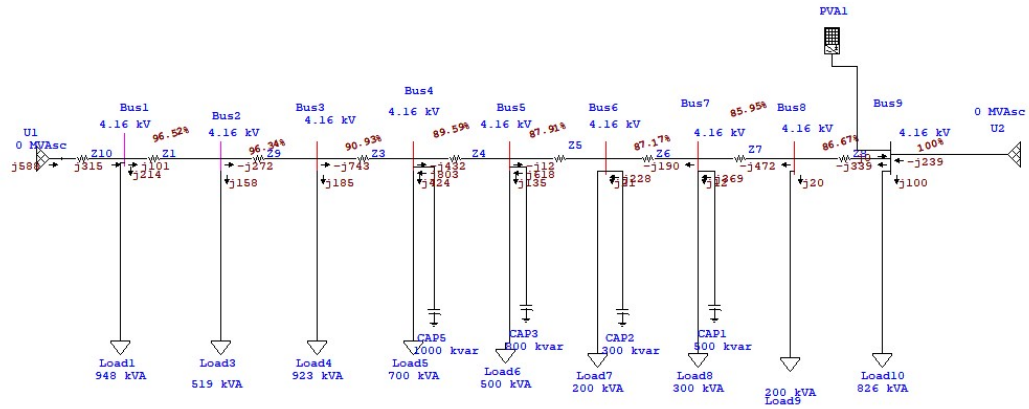 PVA1
0 MVAsc
U2
Bus1
4.16 kV
Bus2
4.16 kV
Bus3
4.16 kV
Bus4
4.16 kV
Bus5
4.16 kV
Bus6
4.16 kV
Bus7
4.16 kV
Bus8
4.16 kV
Bus9
4.16 kV
U1
0 MVAsc
96.52%
96.34%
90.93%
89.59%
87.91%
87.17%
85.95%
86.67%
100%
Z10
Z1
Z9
Z3
Z4
Z5
Z6
Z7
j315
j101
-j272
-j743
-j432
-j12
-j190
-j472
-j339
-j239
j214
j158
j185
j803
j424
j135
j20
j100
CAP5
1000 kvar
CAP3
CAP2
300 kvar
CAP1
500 kvar
Load1
948 kVA
Load3
519 kVA
Load4
923 kVA
Load5
700 kVA
Load6
500 kVA
Load7
200 kVA
Load8
300 kVA
200 kVA
Load9
Load10
826 kVA